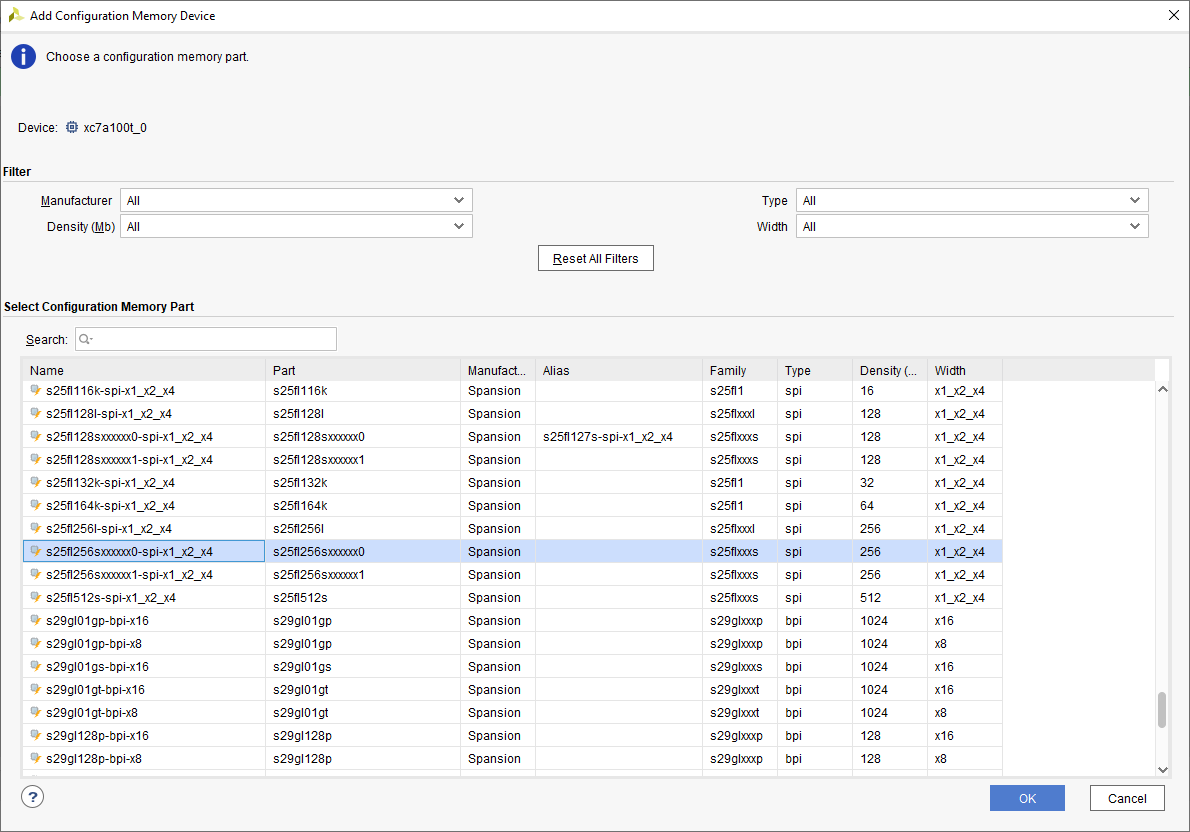 Add Configuration Memory Device
Choose a configuration memory part.
Device: xc7a100t_0
Filter
Manufacturer All Type All
Density (Mb) All Width All
Reset All Filters
Select Configuration Memory Part
Search:
Name Part Manufact... Alias Family Type Density (... Width
s25fl116k-spi-x1_x2_x4 s25fl116k Spansion s25fl1 spi 16 x1_x2_x4
s25fl128l-spi-x1_x2_x4 s25fl128l Spansion s25flxxxl spi 128 x1_x2_x4
s25fl128sxxxxxx0-spi-x1_x2_x4 s25fl128sxxxxxx0 Spansion s25fl127s-spi-x1_x2_x4 s25flxxxs spi 128 x1_x2_x4
s25fl128sxxxxxx1-spi-x1_x2_x4 s25fl128sxxxxxx1 Spansion s25flxxxs spi 128 x1_x2_x4
s25fl132k-spi-x1_x2_x4 s25fl132k Spansion s25fl1 spi 32 x1_x2_x4
s25fl164k-spi-x1_x2_x4 s25fl164k Spansion s25fl1 spi 64 x1_x2_x4
s25fl256l-spi-x1_x2_x4 s25fl256l Spansion s25flxxxl spi 256 x1_x2_x4
s25fl256sxxxxxx0-spi-x1_x2_x4 s25fl256sxxxxxx0 Spansion s25flxxxs spi 256 x1_x2_x4
s25fl256sxxxxxx1-spi-x1_x2_x4 s25fl256sxxxxxx1 Spansion s25flxxxs spi 256 x1_x2_x4
s25fl512s-spi-x1_x2_x4 s25fl512s Spansion s25flxxxs spi 512 x1_x2_x4
s29gl01gp-bpi-x16 s29gl01gp Spansion s29glxxxp bpi 1024 x16
s29gl01gp-bpi-x8 s29gl01gp Spansion s29glxxxp bpi 1024 x8
s29gl01gs-bpi-x16 s29gl01gs Spansion s29glxxxs bpi 1024 x16
s29gl01gt-bpi-x16 s29gl01gt Spansion s29glxxxt bpi 1024 x16
s29gl01gt-bpi-x8 s29gl01gt Spansion s29glxxxt bpi 1024 x8
s29gl128p-bpi-x16 s29gl128p Spansion s29glxxxp bpi 128 x16
s29gl128p-bpi-x8 s29gl128p Spansion s29glxxxp bpi 128 x8
? OK Cancel